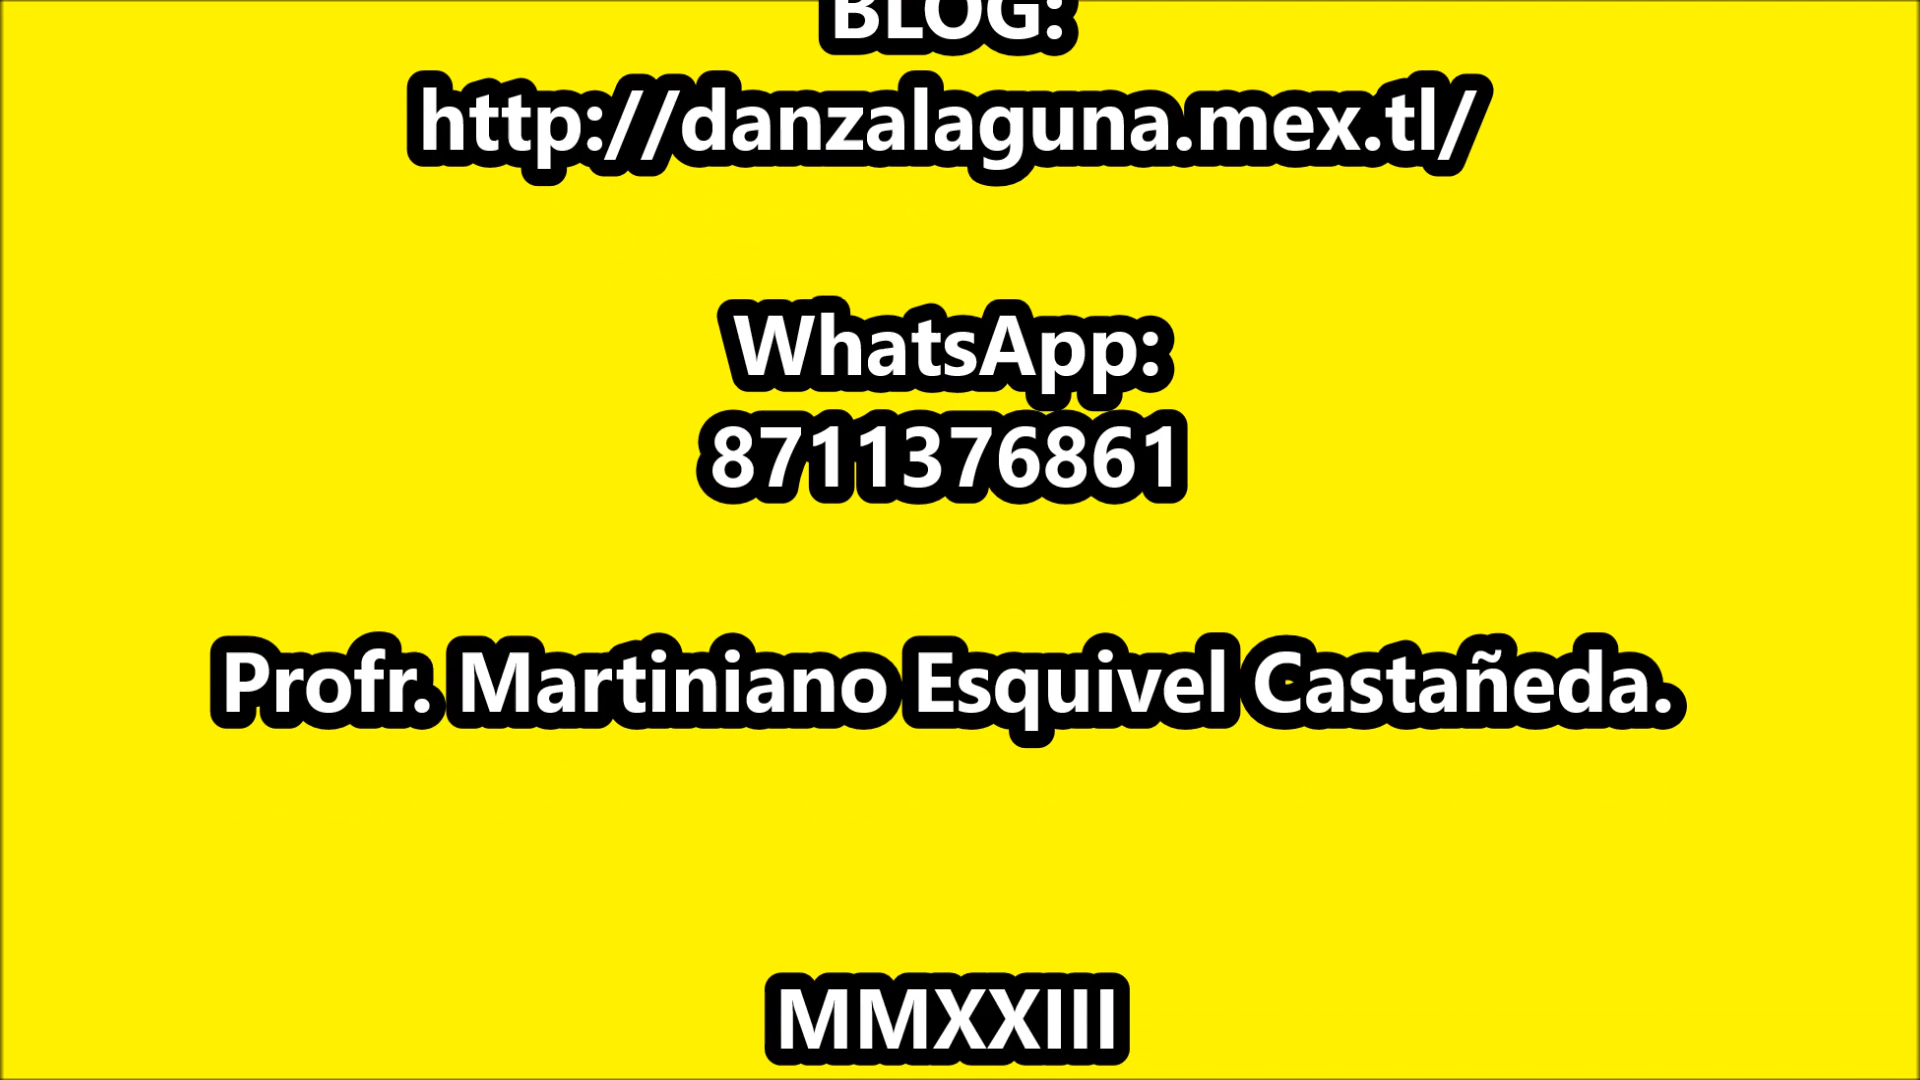 BLOG:
http://danzalaguna.mex.tl/
WhatsApp:
8711376861
Profr. Martiniano Esquivel Castañeda.
MMXXIII